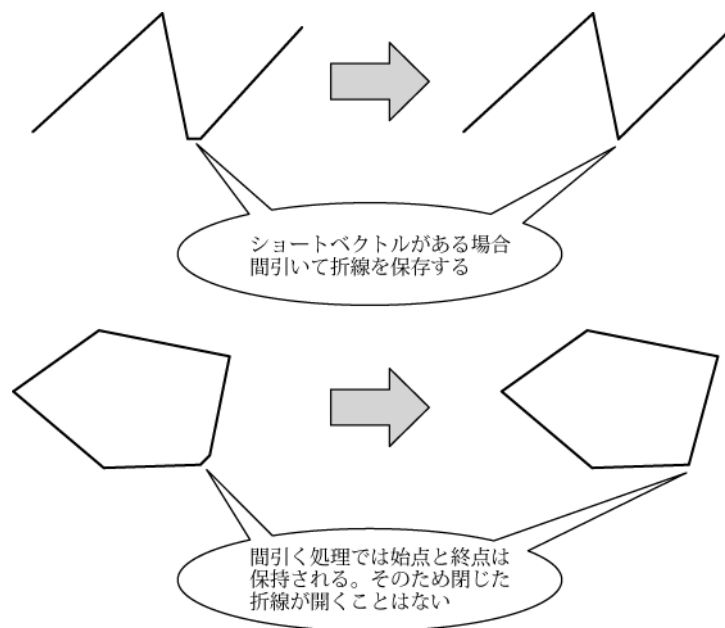 ショートベクトルがある場合
間引いて折線を保存する
間引く処理では始点と終点は
保持される。そのため閉じた
折線が開くことはない